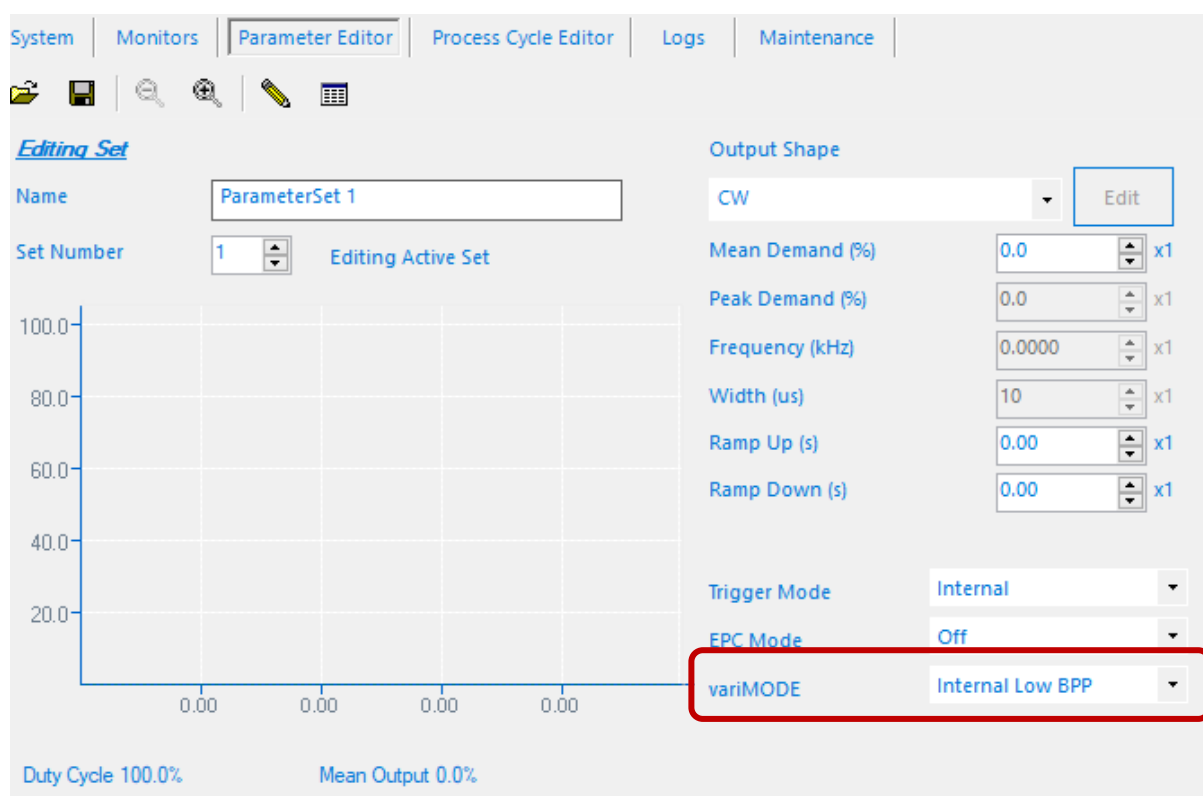 System Monitors Parameter Editor Process Cycle Editor Logs Maintenance
Editing Set
Name ParameterSet 1
Set Number 1 Editing Active Set
100.0
80.0
60.0
40.0
20.0
0.00 0.00 0.00 0.00
Duty Cycle 100.0% Mean Output 0.0%
Output Shape
CW Edit
Mean Demand (%) 0.0 x1
Peak Demand (%) 0.0 x1
Frequency (kHz) 0.0000 x1
Width (us) 10 x1
Ramp Up (s) 0.00 x1
Ramp Down (s) 0.00 x1
Trigger Mode Internal
EPC Mode Off
variMODE Internal Low BPP